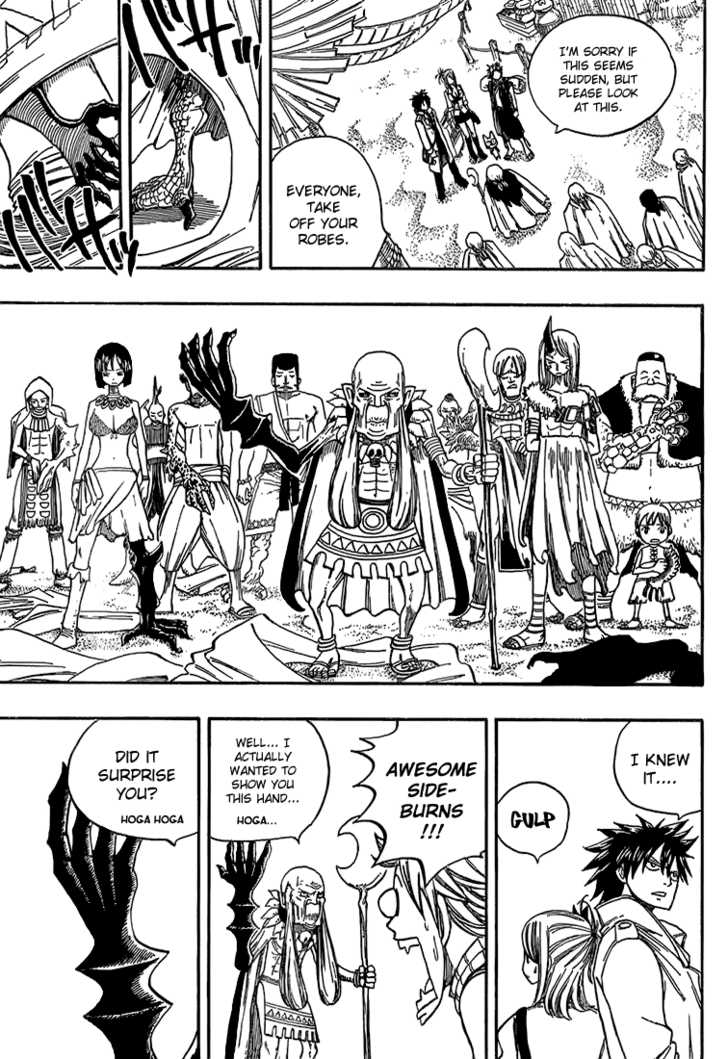 I'M SORRY IF
THIS SEEMS
SUDDEN, BUT
PLEASE LOOK
AT THIS.
EVERYONE,
TAKE
OFF YOUR
ROBES.
I KNEW
IT....
GULP
AWESOME
SIDE-
BURNS
!!!
WELL... I
ACTUALLY
WANTED TO
SHOW YOU
THIS HAND...
HOGA...
DID IT
SURPRISE
YOU?
HOGA HOGA